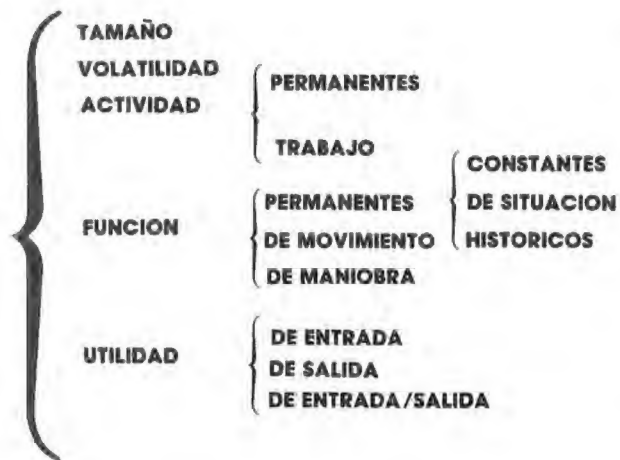 TAMAÑO
VOLATILIDAD
ACTIVIDAD
PERMANENTES
TRABAJO
FUNCION
PERMANENTES
DE MOVIMIENTO
DE MANIOBRA
CONSTANTES
DE SITUACION
HISTORICOS
UTILIDAD
DE ENTRADA
DE SALIDA
DE ENTRADA/SALIDA